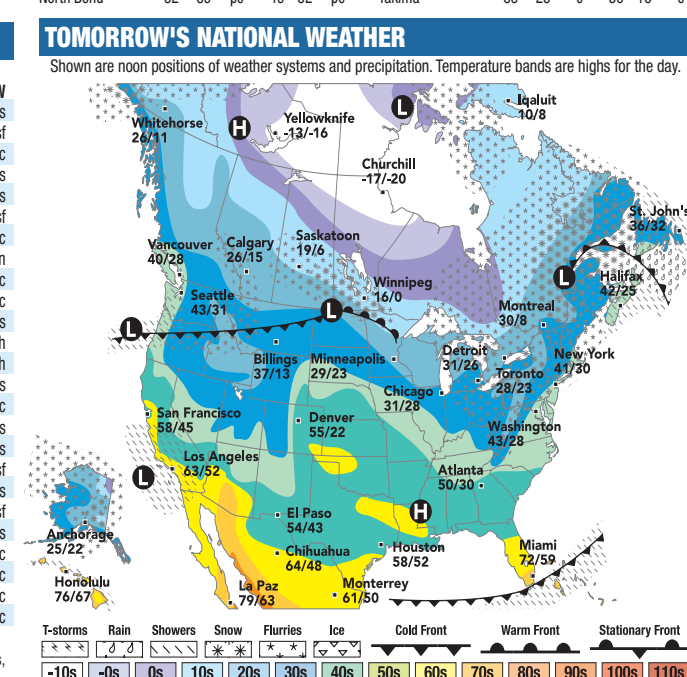 TOMORROW'S NATIONAL WEATHER
Shown are noon positions of weather systems and precipitation. Temperature bands are highs for the day.
Iqaluit
10/8
L
Whitehorse
26/11
H
Yellowknife
-13/-16
Churchill
-17/-20
St. John's
36/32
Vancouver
40/28
Calgary
26/15
Saskatoon
19/6
Winnipeg
16/0
L
Halifax
42/25
Seattle
43/31
Montreal
30/8
L
L
Billings
37/13
Minneapolis
29/23
Detroit
31/26
Toronto
28/23
New York
41/30
Chicago
31/28
San Francisco
58/45
Denver
55/22
Washington
43/28
Los Angeles
63/52
L
Atlanta
50/30
El Paso
54/43
H
Anchorage
25/22
Chihuahua
64/48
Houston
58/52
Miami
72/59
Honolulu
76/67
La Paz
79/63
Monterrey
61/50
T-storms Rain Showers Snow Flurries Ice Cold Front Warm Front Stationary Front
-10s -0s 0s 10s 20s 30s 40s 50s 60s 70s 80s 90s 100s 110s